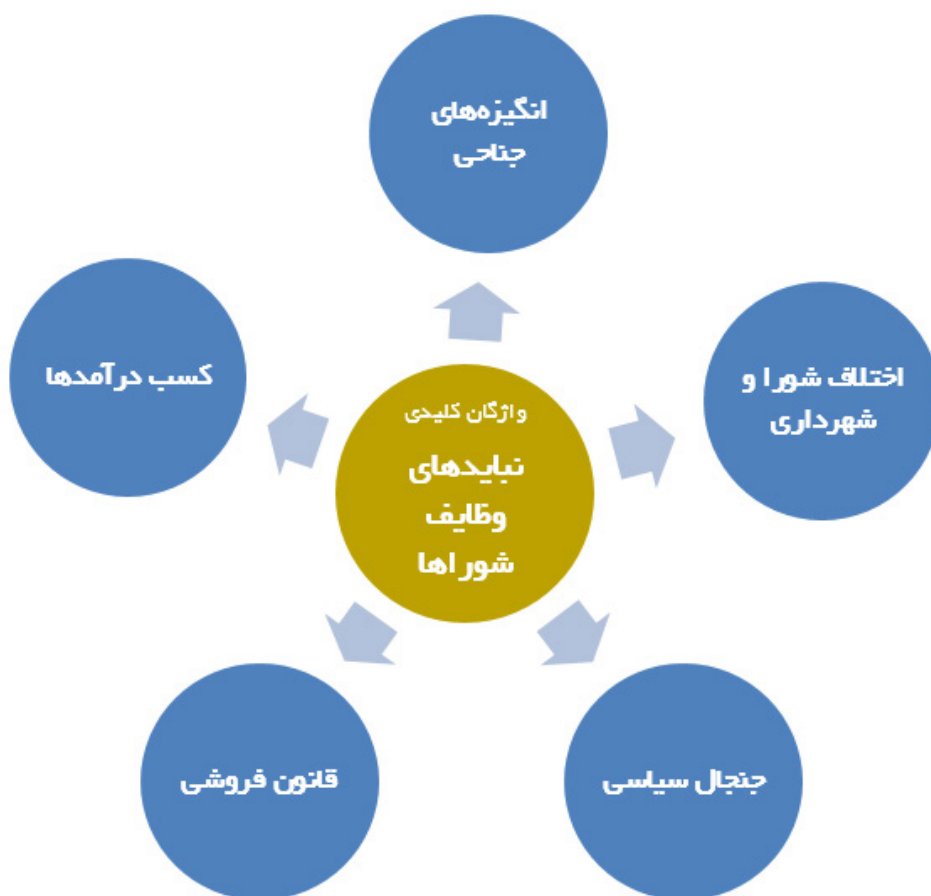 انگیزه‌های
جناحی
اختلاف شورا و
شهرداری
کسب درآمدها
واژگان کلیدی
نبایدهای
وظایف
شوراها
جنجال سیاسی
قانون فروشی